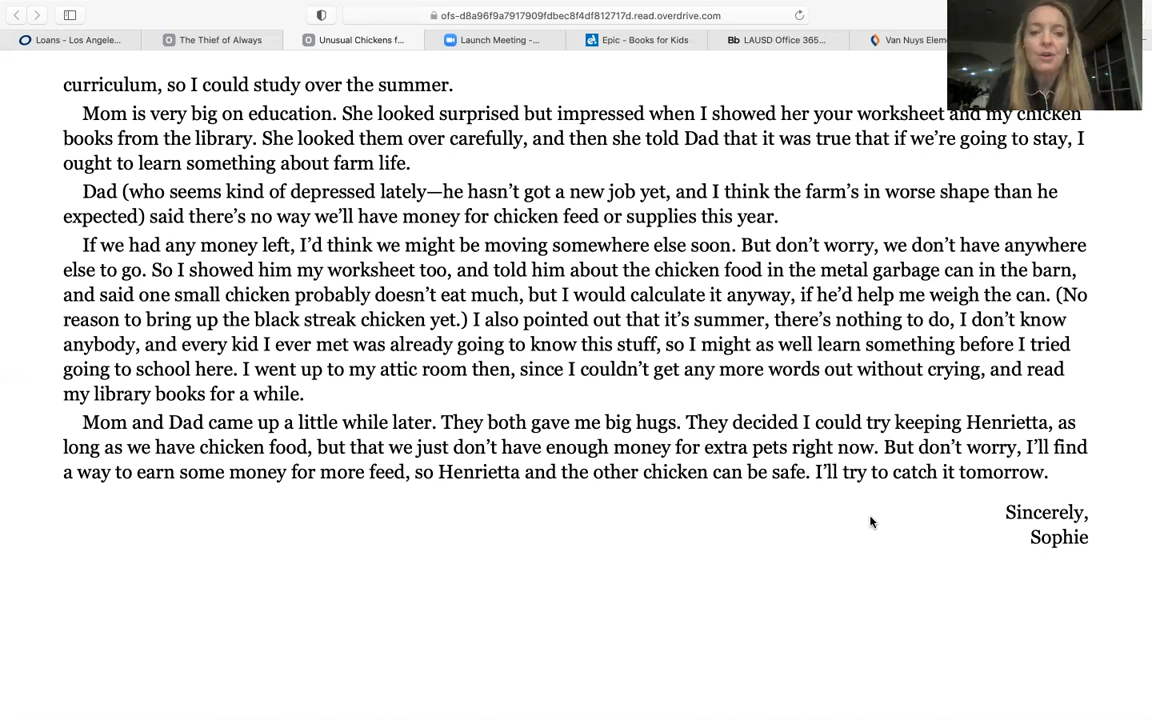 ofs-d8a96f9a7917909fdbec8f4df812717d.read.overdrive.com
Loans - Los Angele...
The Thief of Always
Unusual Chickens f...
Launch Meeting -...
Epic - Books for Kids
Bb LAUSD Office 365...
Van Nuys Elem
curriculum, so I could study over the summer.
Mom is very big on education. She looked surprised but impressed when I showed her your worksheet and my chicken
books from the library. She looked them over carefully, and then she told Dad that it was true that if we’re going to stay, I
ought to learn something about farm life.
Dad (who seems kind of depressed lately—he hasn’t got a new job yet, and I think the farm’s in worse shape than he
expected) said there’s no way we’ll have money for chicken feed or supplies this year.
If we had any money left, I’d think we might be moving somewhere else soon. But don’t worry, we don’t have anywhere
else to go. So I showed him my worksheet too, and told him about the chicken food in the metal garbage can in the barn,
and said one small chicken probably doesn’t eat much, but I would calculate it anyway, if he’d help me weigh the can. (No
reason to bring up the black streak chicken yet.) I also pointed out that it’s summer, there’s nothing to do, I don’t know
anybody, and every kid I ever met was already going to know this stuff, so I might as well learn something before I tried
going to school here. I went up to my attic room then, since I couldn’t get any more words out without crying, and read
my library books for a while.
Mom and Dad came up a little while later. They both gave me big hugs. They decided I could try keeping Henrietta, as
long as we have chicken food, but that we just don’t have enough money for extra pets right now. But don’t worry, I’ll find
a way to earn some money for more feed, so Henrietta and the other chicken can be safe. I’ll try to catch it tomorrow.
Sincerely,
Sophie